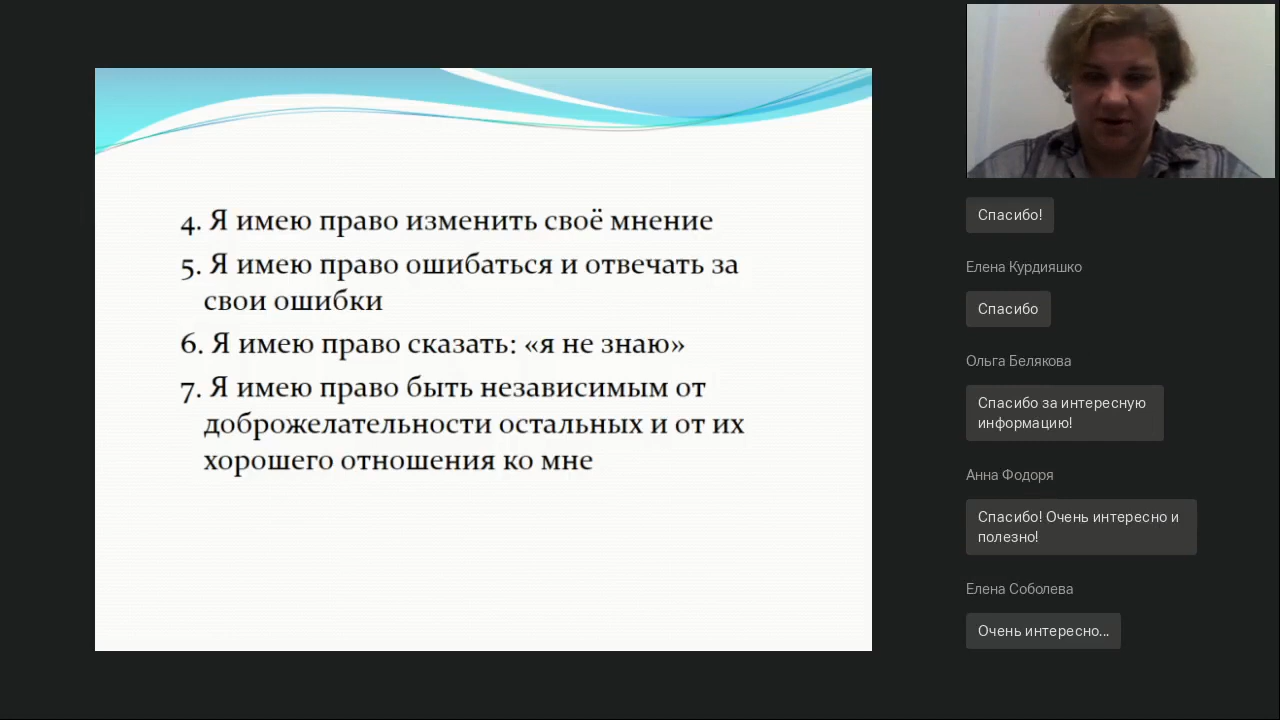 4. Я имею право изменить своё мнение
5. Я имею право ошибаться и отвечать за
свои ошибки
6. Я имею право сказать: «я не знаю»
7. Я имею право быть независимым от
доброжелательности остальных и от их
хорошего отношения ко мне
Спасибо!
Елена Курдияшко
Спасибо
Ольга Белякова
Спасибо за интересную
информацию!
Анна Фодоря
Спасибо! Очень интересно и
полезно!
Елена Соболева
Очень интересно...